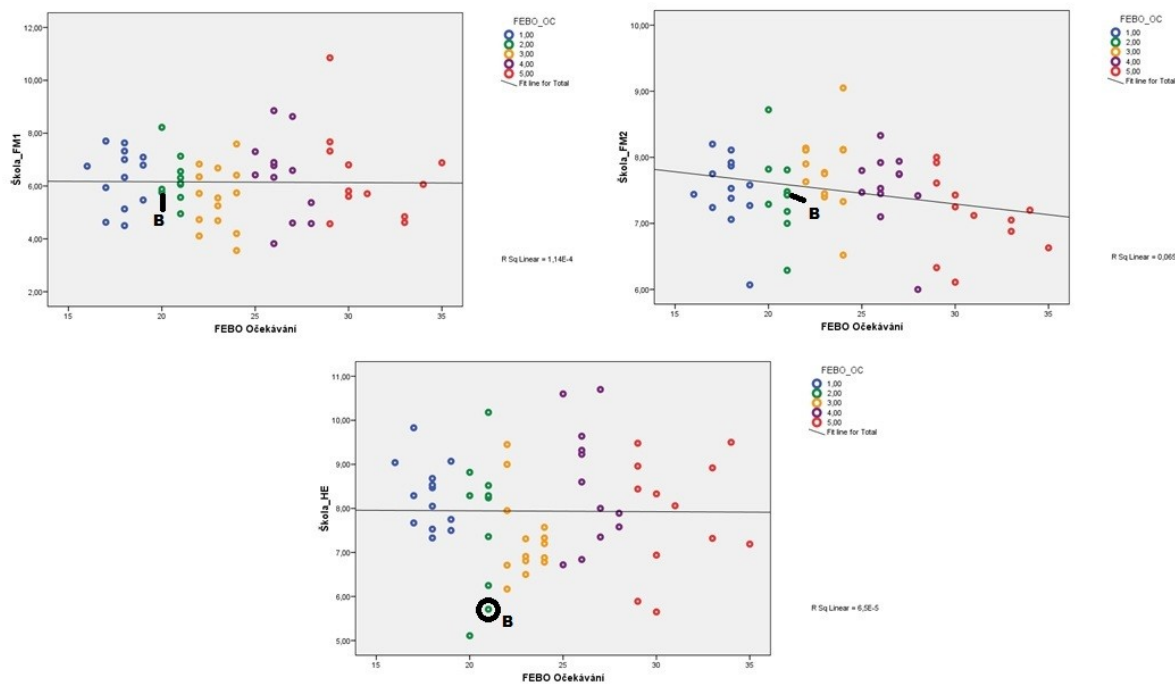 12,00
10,00
8,00
6,00
4,00
2,00
Škola_FM1
B
15 20 25 30 35
FEBO Očekávání
FEBO_OC
1,00
2,00
3,00
4,00
5,00
Fit line for Total
R Sq Linear = 1,14E-4
10,00
9,00
8,00
7,00
6,00
Škola_FM2
B
15 20 25 30 35
FEBO Očekávání
FEBO_OC
1,00
2,00
3,00
4,00
5,00
Fit line for Total
R Sq Linear = 0,065
11,00
10,00
9,00
8,00
7,00
6,00
5,00
Škola_HE
B
15 20 25 30 35
FEBO Očekávání
FEBO_OC
1,00
2,00
3,00
4,00
5,00
Fit line for Total
R Sq Linear = 6,5E-5